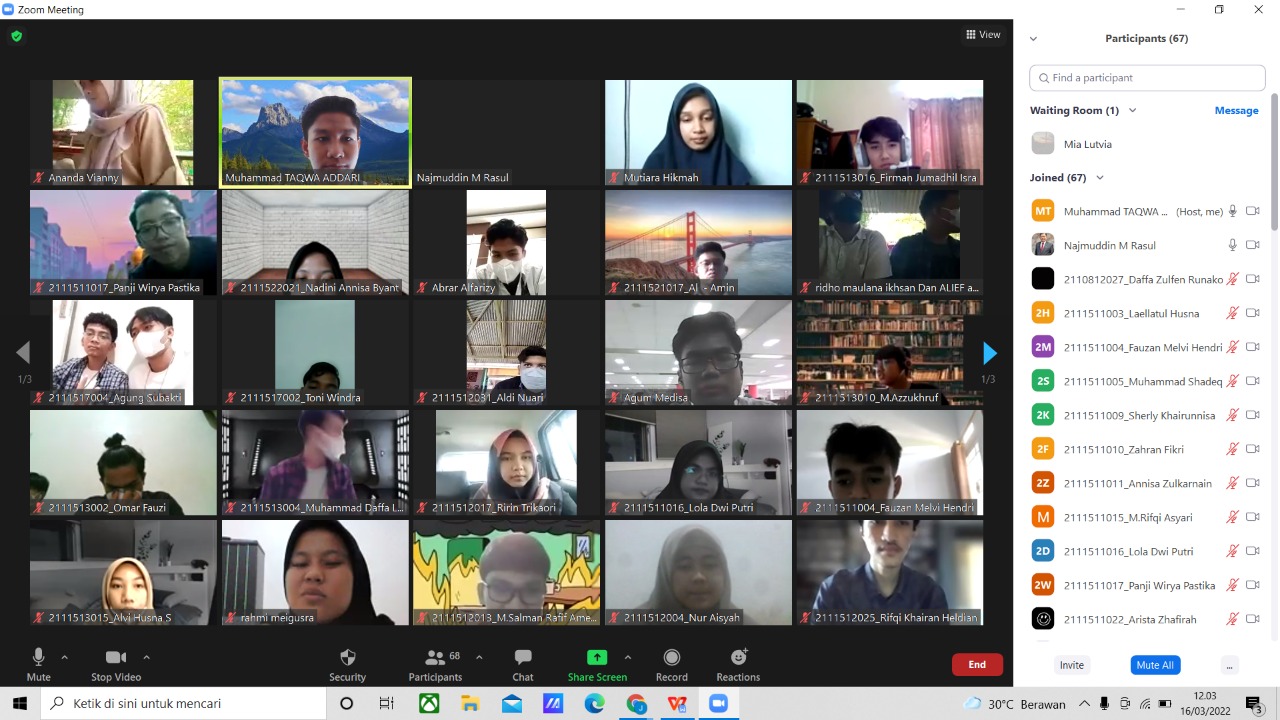 Zoom Meeting
View
Ananda Vianny
Muhammad TAQWA ADDARI
Najmuddin M Rasul
Mutiara Hikmah
2111513016_Firman Jumadhil Isra
2111511017_Panji Wirya Pastika
2111522021_Nadini Annisa Byant
Abrar Alfarizy
2111521017_Al - Amin
ridho maulana ikhsan Dan ALIEF a...
2111517004_Agung Subakti
2111517002_Toni Windra
2111512031_Aldi Nuari
Agum Medisa
2111513010_M.Azzukhruf
1/3
1/3
2111513002_Omar Fauzi
2111513004_Muhammad Daffa L...
2111512017_Ririn Trikaori
2111511016_Lola Dwi Putri
2111511004_Fauzan Melvi Hendri
2111513015_Alvi Husna S
rahmi meigusra
2111512013_M.Salman Rafif Ame...
2111512004_Nur Aisyah
2111512025_Rifqi Khairan Heldian
Mute
Stop Video
Security
68
Participants
Chat
Share Screen
Record
Reactions
End
Participants (67)
Find a participant
Waiting Room (1)
Message
Mia Lutvia
Joined (67)
MT Muhammad TAQWA ... (Host, me)
Najmuddin M Rasul
1910812027_Daffa Zulfen Runako
2H 2111511003_Laellatul Husna
2M 2111511004_Fauzan Melvi Hendri
2S 2111511005_Muhammad Shadeq
2K 2111511009_Sherly Khairunnisa
2F 2111511010_Zahran Fikri
2Z 2111511011_Annisa Zulkarnain
M 2111511015_M.Rifqi Asyari
2D 2111511016_Lola Dwi Putri
2W 2111511017_Panji Wirya Pastika
2111511022_Arista Zhafirah
Invite
Mute All
...
Ketik di sini untuk mencari
30°C Berawan
12.03
16/03/2022
3